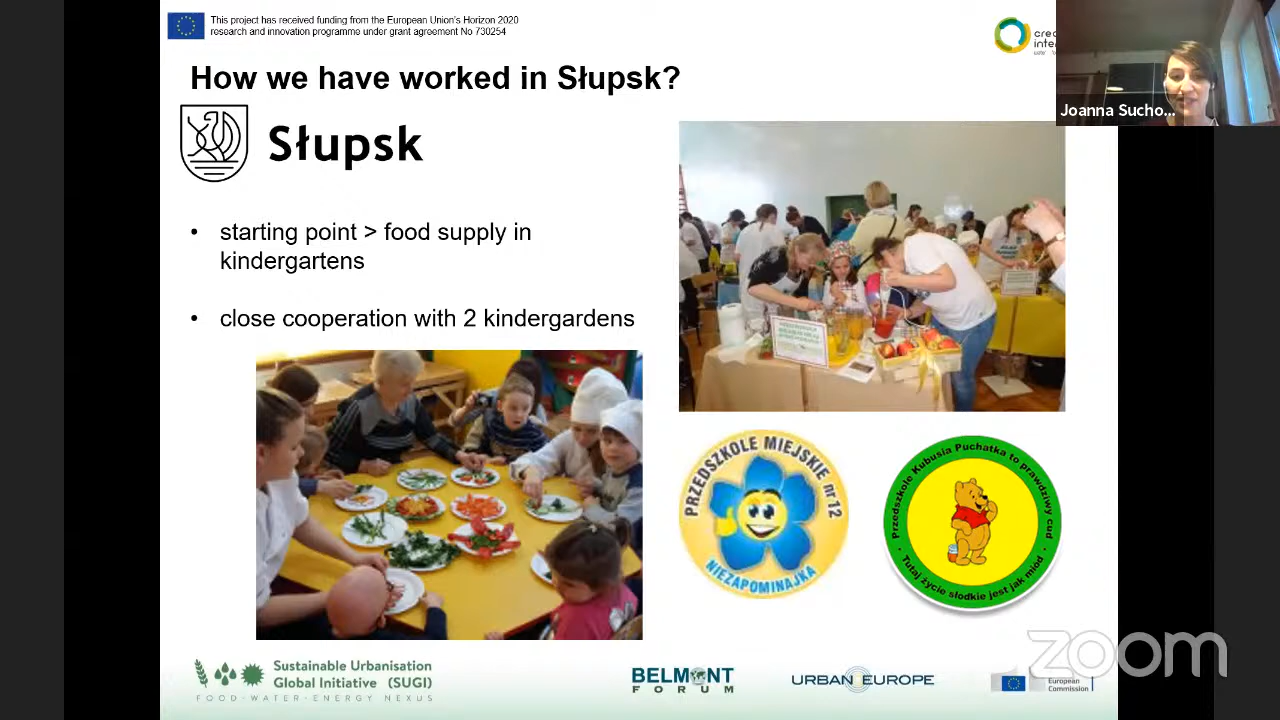 This project has received funding from the European Union's Horizon 2020
research and innovation programme under grant agreement No 730254
Joanna Sucho...
How we have worked in Słupsk?
Słupsk
• starting point > food supply in
kindergartens
• close cooperation with 2 kindergardens
PRZEDSZKOLE MIEJSKIE nr 12
NIEZAPOMINAJKA
Przedszkole Kubusia Puchatka to prawdziwy cud
• Tutaj życie słodkie jest jak miód •
Sustainable Urbanisation
Global Initiative (SUGI)
FOOD-WATER-ENERGY NEXUS
BELMONT
FORUM
URBAN EUROPE
European
Commission
zoom